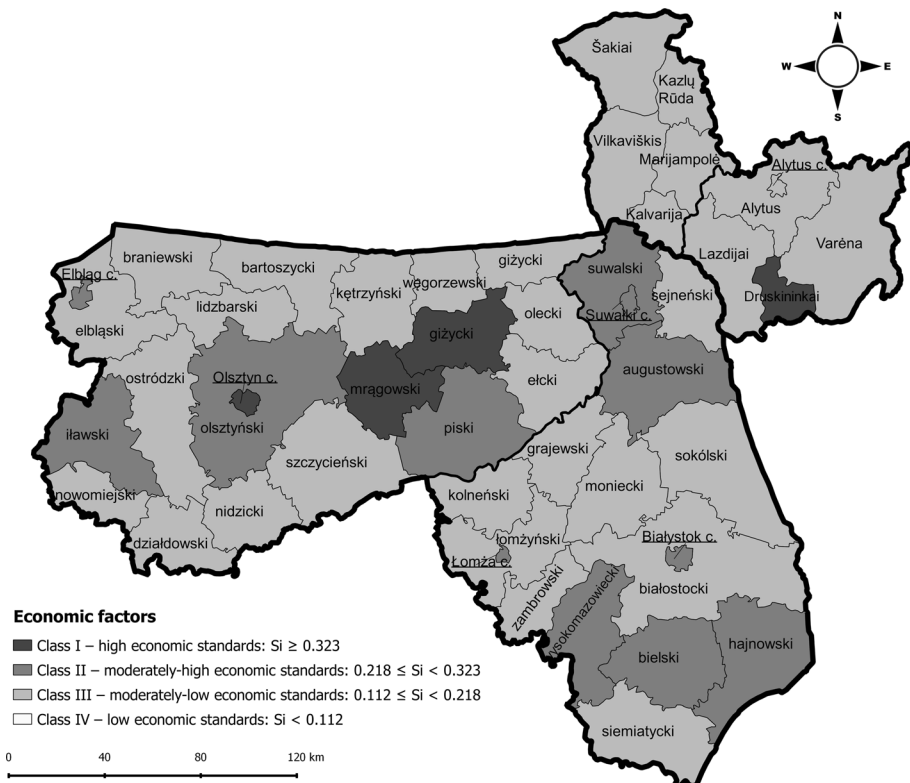 N
W
E
S
Šakiai
Kazlų
Rūda
Vilkaviškis
Marijampolė
Alytus c.
Alytus
Kalvarija
Lazdijai
Varėna
Druskininkai
braniewski
bartoszycki
giżycki
Elbląg c.
kętrzyński
węgorzewski
suwalski
lidzbarski
olecki
sejneński
Suwałki c.
elbląski
giżycki
ostródzki
Olsztyn c.
mrągowski
ełcki
augustowski
iławski
olsztyński
piski
szczycieński
grajewski
sokólski
nowomiejski
nidzicki
kolneński
moniecki
działdowski
łomżyński
Białystok c.
Łomża c.
zambrowski
wysokomazowiecki
białostocki
bielski
hajnowski
siemiatycki
Economic factors
Class I – high economic standards: Si ≥ 0.323
Class II – moderately-high economic standards: 0.218 ≤ Si < 0.323
Class III – moderately-low economic standards: 0.112 ≤ Si < 0.218
Class IV – low economic standards: Si < 0.112
0 40 80 120 km